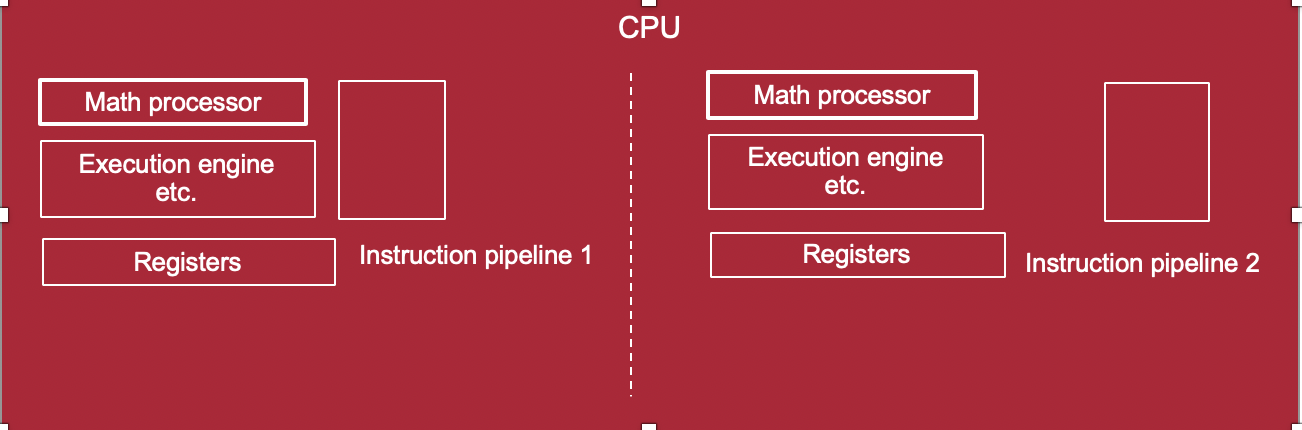 CPU
Math processor
Execution engine
etc.
Registers
Instruction pipeline 1
Math processor
Execution engine
etc.
Registers
Instruction pipeline 2